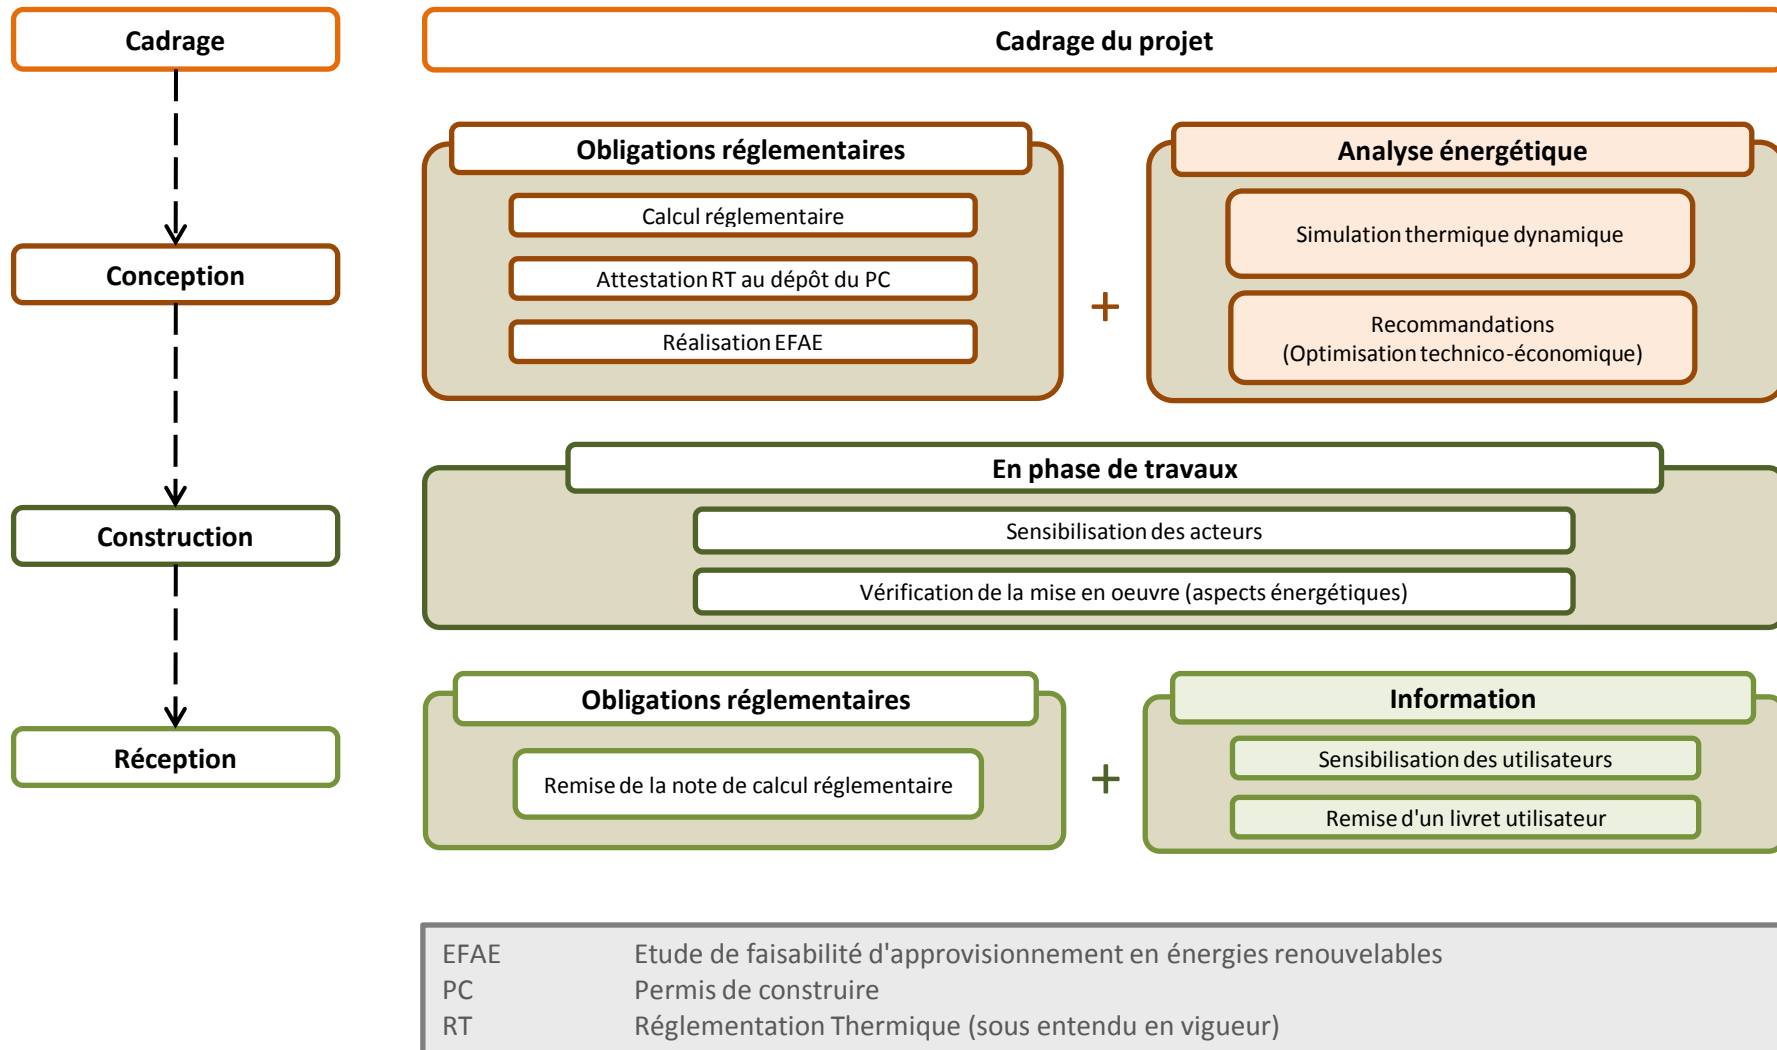 Cadrage
Cadrage du projet
Obligations réglementaires
Calcul réglementaire
Attestation RT au dépôt du PC
Réalisation EFAE
+
Analyse énergétique
Simulation thermique dynamique
Recommandations
(Optimisation technico-économique)
Conception
En phase de travaux
Sensibilisation des acteurs
Vérification de la mise en oeuvre (aspects énergétiques)
Construction
Obligations réglementaires
Remise de la note de calcul réglementaire
+
Information
Sensibilisation des utilisateurs
Remise d'un livret utilisateur
Réception
EFAE Etude de faisabilité d'approvisionnement en énergies renouvelables
PC Permis de construire
RT Réglementation Thermique (sous entendu en vigueur)